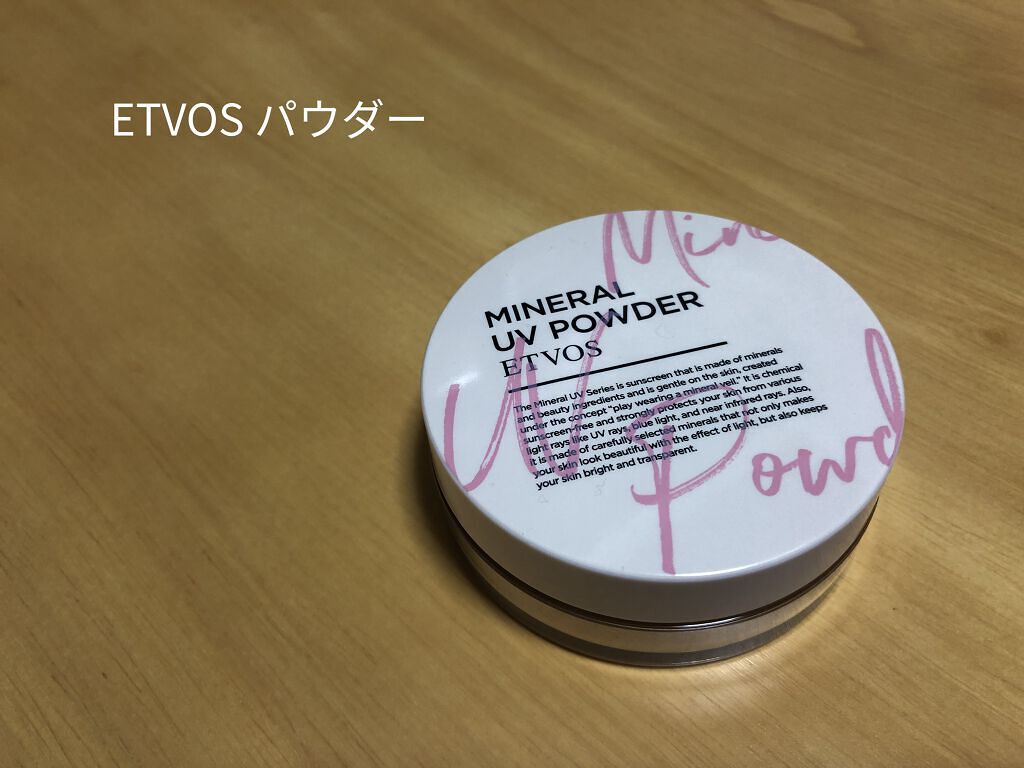 ETVOS パウダー
MINERAL
UV POWDER
ETVOS
The Mineral UV Series is sunscreen that is made of minerals
and beauty ingredients and is gentle on the skin, created
under the concept “play wearing a mineral veil.” It is chemical
sunscreen-free and strongly protects your skin from various
light rays like UV rays, blue light, and near infrared rays. Also,
it is made of carefully selected minerals that not only makes
your skin look beautiful with the effect of light, but also keeps
your skin bright and transparent.
UV